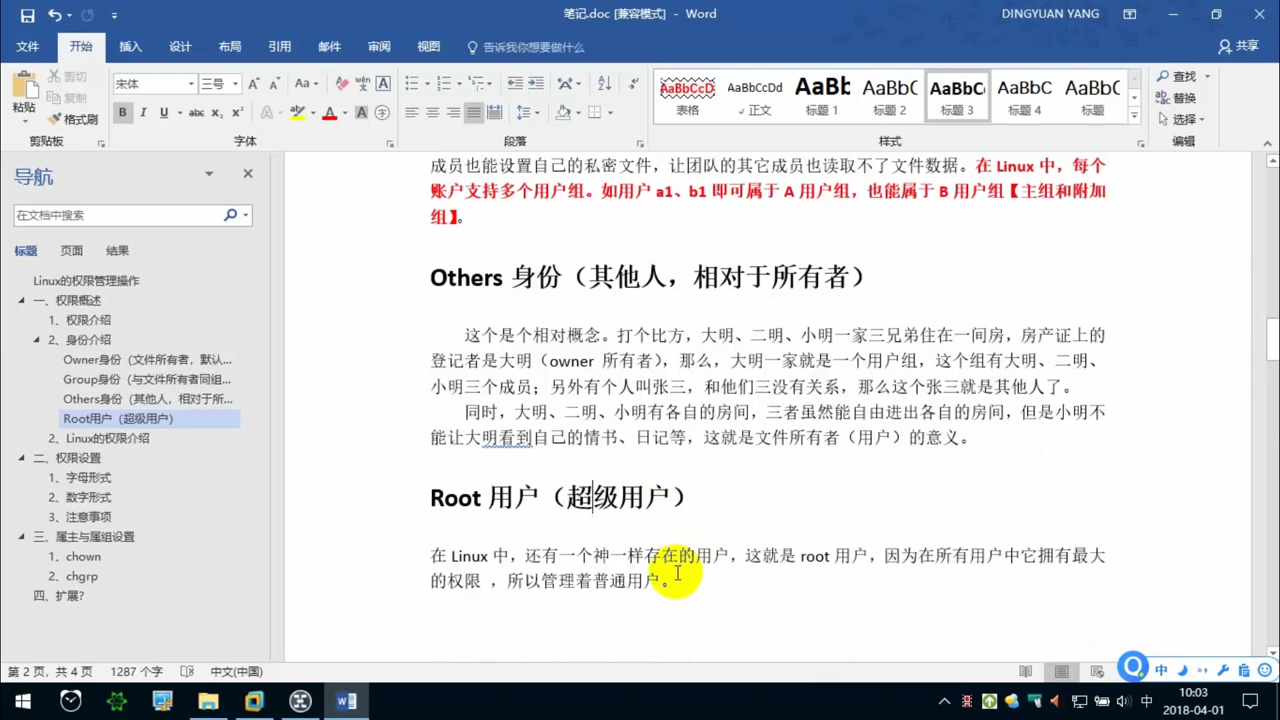 笔记.doc [兼容模式] - Word
DINGYUAN YANG
文件 开始 插入 设计 布局 引用 邮件 审阅 视图 告诉我你想要做什么 共享
粘贴 剪切 复制 格式刷
宋体 三号
剪贴板 字体 段落 样式 编辑
AaBbCcD 表格
AaBbCcDd 正文
AaBb 标题 1
AaBbC 标题 2
AaBbC 标题 3
AaBbC 标题 4
AaBbC 标题
查找
替换
选择
导航
在文档中搜索
标题 页面 结果
Linux的权限管理操作
一、权限概述
1、权限介绍
2、身份介绍
Owner身份（文件所有者，默认...
Group身份（与文件所有者同组...
Others身份（其他人，相对于所...
Root用户（超级用户）
2、Linux的权限介绍
二、权限设置
1、字母形式
2、数字形式
3、注意事项
三、属主与属组设置
1、chown
2、chgrp
四、扩展?
成员也能设置自己的私密文件，让团队的其它成员也读取不了文件数据。在 Linux 中，每个
账户支持多个用户组。如用户 a1、b1 即可属于 A 用户组，也能属于 B 用户组【主组和附加
组】。
Others 身份（其他人，相对于所有者）
这个是个相对概念。打个比方，大明、二明、小明一家三兄弟住在一间房，房产证上的
登记者是大明（owner 所有者），那么，大明一家就是一个用户组，这个组有大明、二明、
小明三个成员；另外有个人叫张三，和他们三没有关系，那么这个张三就是其他人了。
同时，大明、二明、小明有各自的房间，三者虽然能自由进出各自的房间，但是小明不
能让大明看到自己的情书、日记等，这就是文件所有者（用户）的意义。
Root 用户（超级用户）
在 Linux 中，还有一个神一样存在的用户，这就是 root 用户，因为在所有用户中它拥有最大
的权限 ，所以管理着普通用户。
第 2 页，共 4 页 1287 个字 中文(中国)
中
中
10:03
2018-04-01